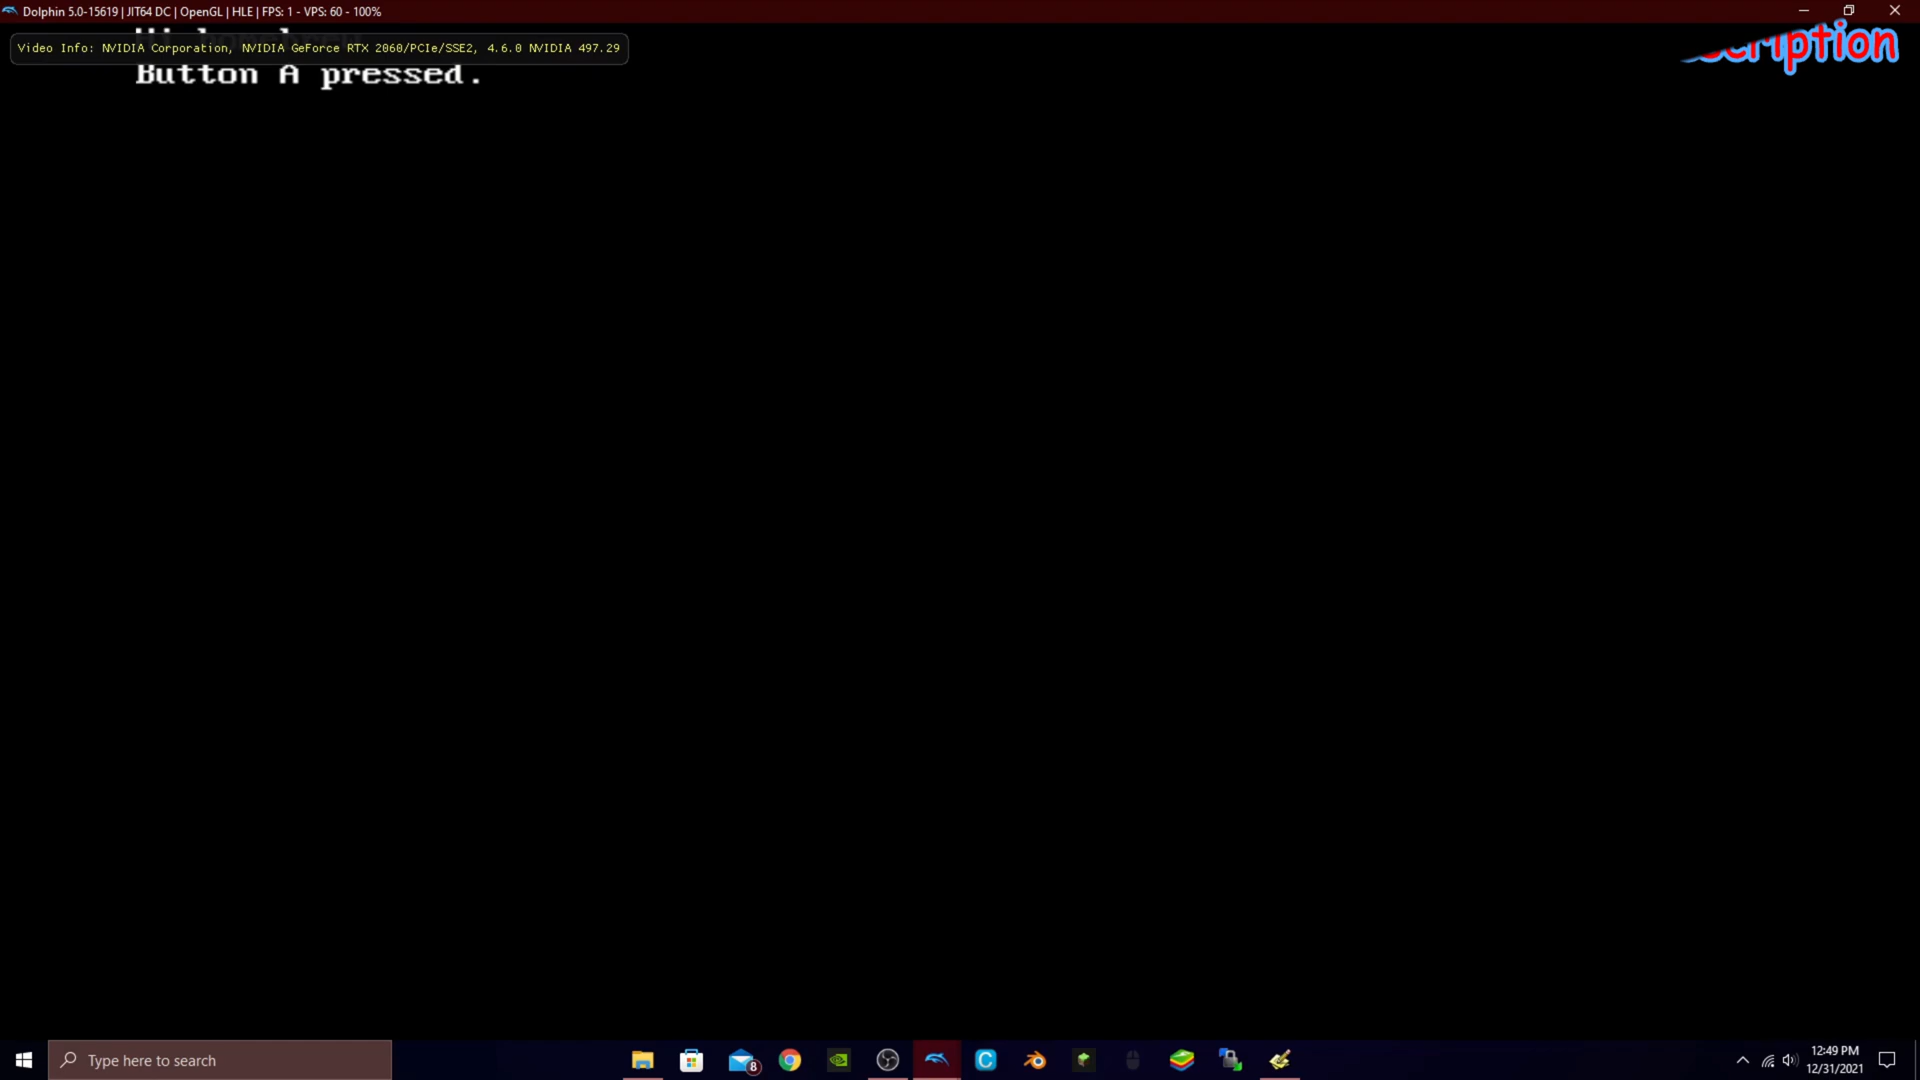 Dolphin 5.0-15619 | JIT64 DC | OpenGL | HLE | FPS: 1 - VPS: 60 - 100%
Video Info: NVIDIA Corporation, NVIDIA GeForce RTX 2060/PCIe/SSE2, 4.6.0 NVIDIA 497.29
Button A pressed.
Type here to search
8
12:49 PM
12/31/2021